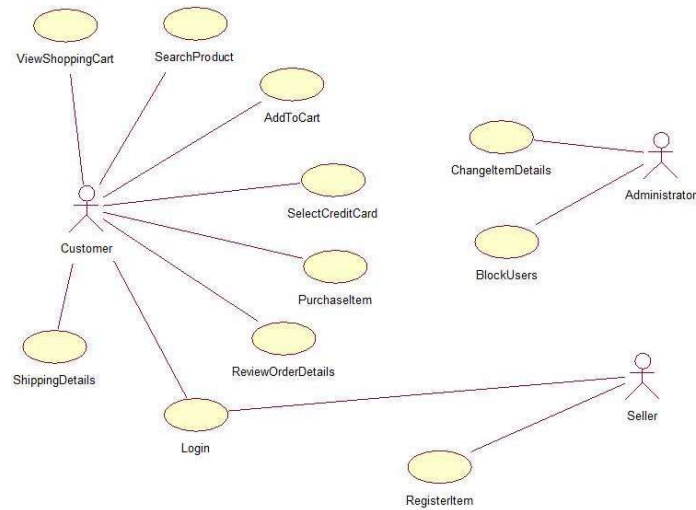 ViewShoppingCart
SearchProduct
AddToCart
ChangeItemDetails
Administrator
SelectCreditCard
Customer
BlockUsers
PurchaseItem
ShippingDetails
ReviewOrderDetails
Seller
Login
RegisterItem